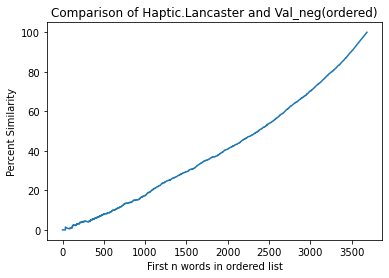 Comparison of Haptic.Lancaster and Val_neg(ordered)
100
80
60
40
20
0
Percent Similarity
0 500 1000 1500 2000 2500 3000 3500
First n words in ordered list